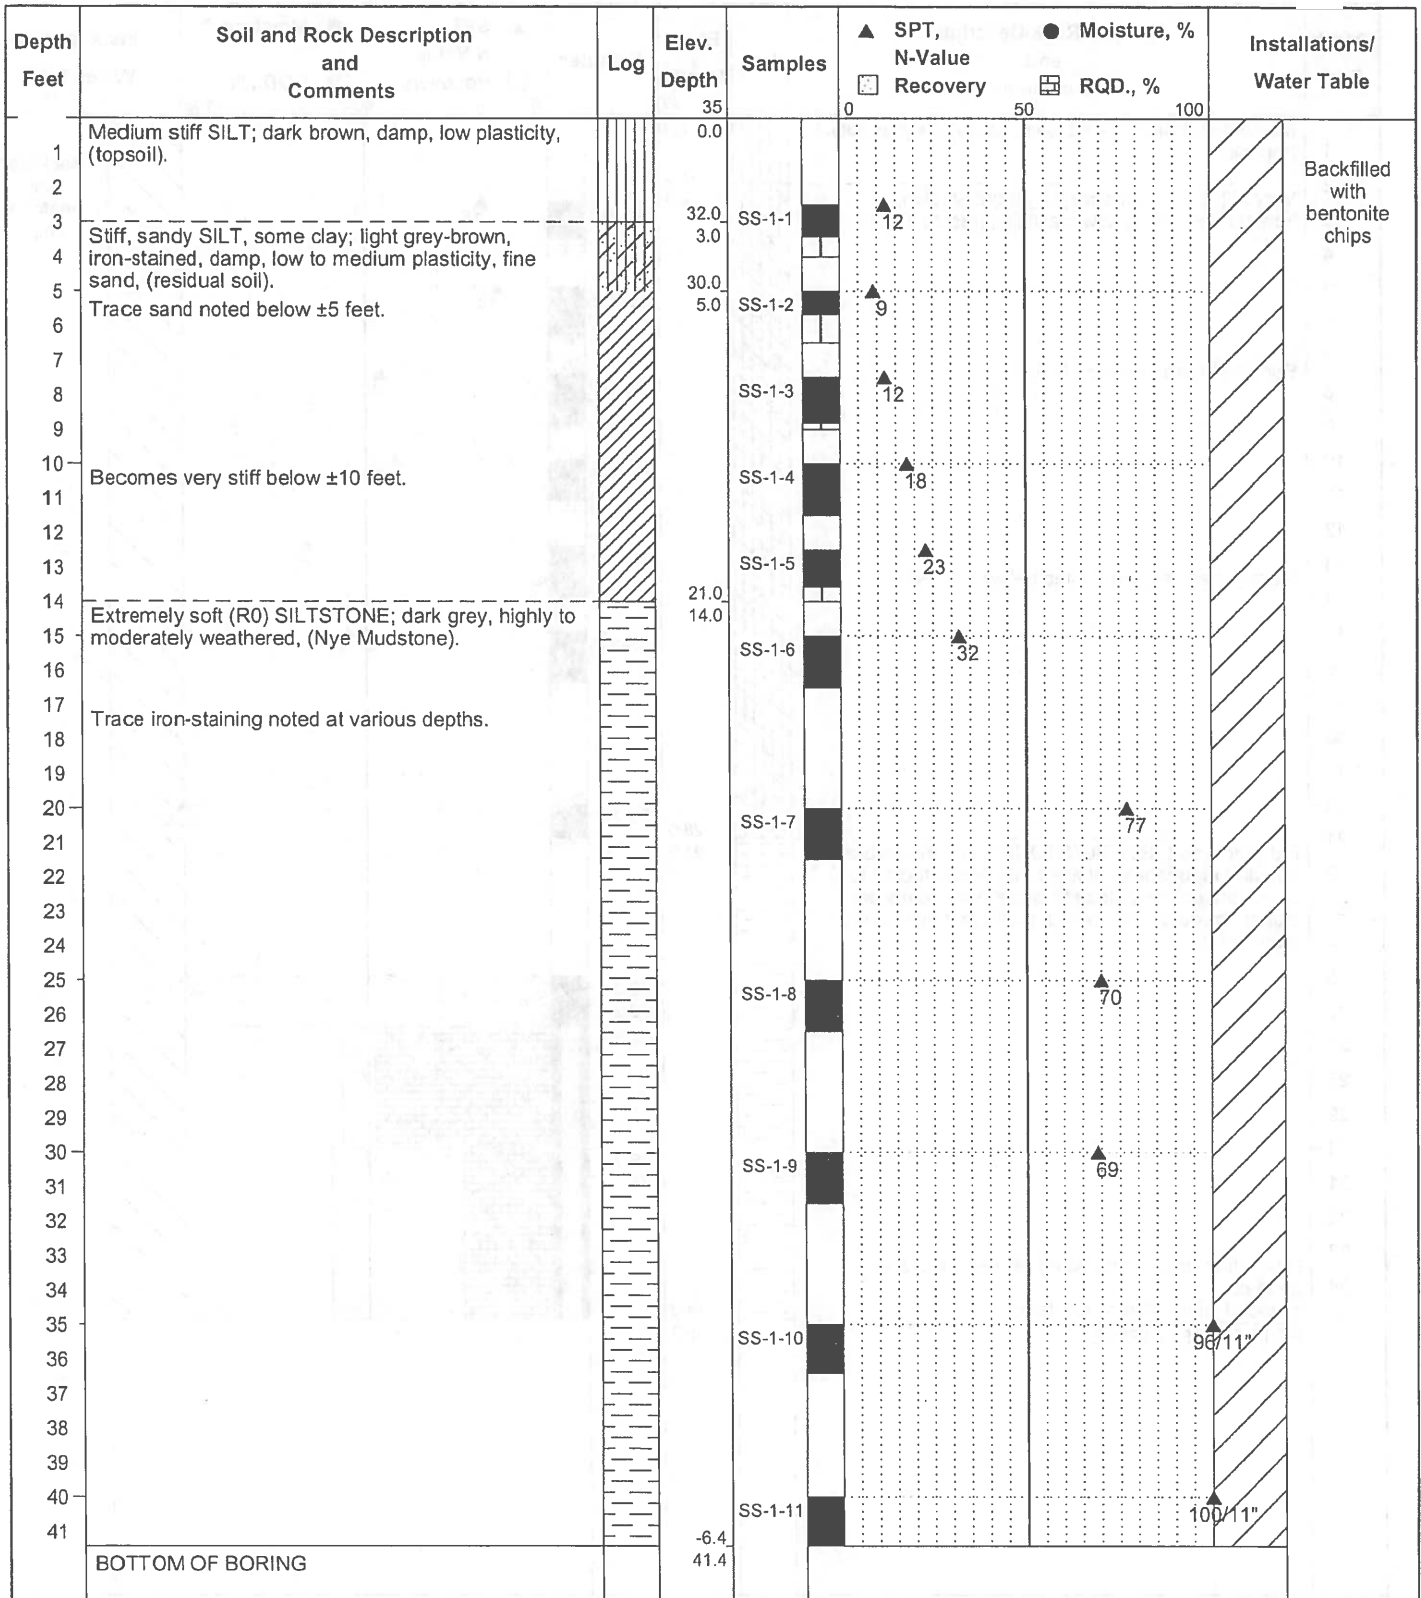 Depth
Feet
Soil and Rock Description
and
Comments
Log
Elev.
Depth
35
Samples
▲ SPT,
N-Value
● Moisture, %
Recovery
RQD., %
0 50 100
Installations/
Water Table
0.0
Medium stiff SILT; dark brown, damp, low plasticity,
(topsoil).
1
Backfilled
with
bentonite
chips
2
SS-1-1
12
32.0
3
3.0
Stiff, sandy SILT, some clay; light grey-brown,
iron-stained, damp, low to medium plasticity, fine
sand, (residual soil).
4
30.0
5
5.0
SS-1-2
9
Trace sand noted below ±5 feet.
6
7
8
SS-1-3
12
9
10
Becomes very stiff below ±10 feet.
SS-1-4
18
11
12
13
SS-1-5
23
21.0
14
14.0
Extremely soft (R0) SILTSTONE; dark grey, highly to
moderately weathered, (Nye Mudstone).
15
SS-1-6
32
16
17
Trace iron-staining noted at various depths.
18
19
20
SS-1-7
77
21
22
23
24
25
SS-1-8
70
26
27
28
29
30
SS-1-9
69
31
32
33
34
35
SS-1-10
96/11"
36
37
38
39
40
SS-1-11
100/11"
41
-6.4
41.4
BOTTOM OF BORING